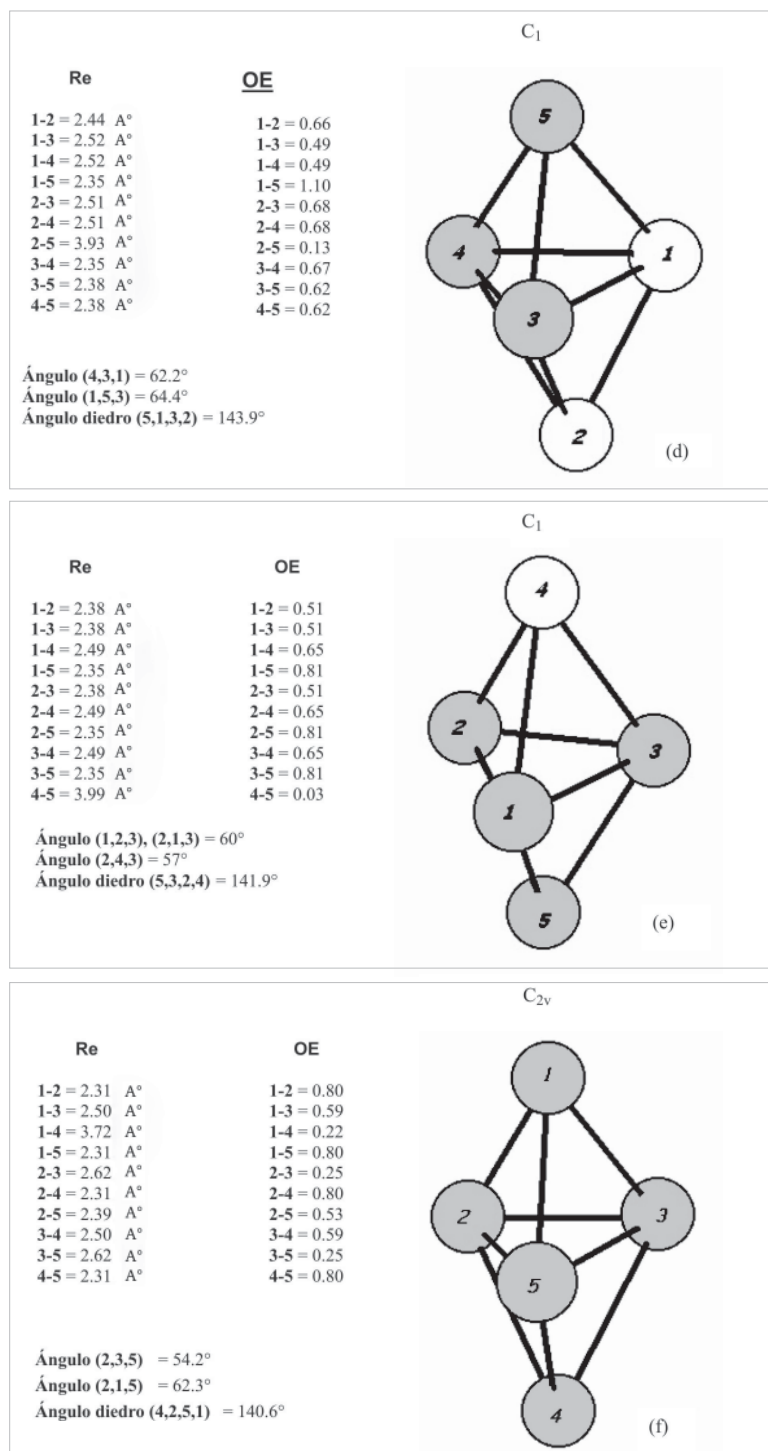 C1
Re OE
1-2 = 2.44 A° 1-2 = 0.66
1-3 = 2.52 A° 1-3 = 0.49
1-4 = 2.52 A° 1-4 = 0.49
1-5 = 2.35 A° 1-5 = 1.10
2-3 = 2.51 A° 2-3 = 0.68
2-4 = 2.51 A° 2-4 = 0.68
2-5 = 3.93 A° 2-5 = 0.13
3-4 = 2.35 A° 3-4 = 0.67
3-5 = 2.38 A° 3-5 = 0.62
4-5 = 2.38 A° 4-5 = 0.62
Ángulo (4,3,1) = 62.2°
Ángulo (1,5,3) = 64.4°
Ángulo diedro (5,1,3,2) = 143.9°
5
4
1
3
2
(d)
C1
Re OE
1-2 = 2.38 A° 1-2 = 0.51
1-3 = 2.38 A° 1-3 = 0.51
1-4 = 2.49 A° 1-4 = 0.65
1-5 = 2.35 A° 1-5 = 0.81
2-3 = 2.38 A° 2-3 = 0.51
2-4 = 2.49 A° 2-4 = 0.65
2-5 = 2.35 A° 2-5 = 0.81
3-4 = 2.49 A° 3-4 = 0.65
3-5 = 2.35 A° 3-5 = 0.81
4-5 = 3.99 A° 4-5 = 0.03
Ángulo (1,2,3), (2,1,3) = 60°
Ángulo (2,4,3) = 57°
Ángulo diedro (5,3,2,4) = 141.9°
4
2
3
1
5
(e)
C2v
Re OE
1-2 = 2.31 A° 1-2 = 0.80
1-3 = 2.50 A° 1-3 = 0.59
1-4 = 3.72 A° 1-4 = 0.22
1-5 = 2.31 A° 1-5 = 0.80
2-3 = 2.62 A° 2-3 = 0.25
2-4 = 2.31 A° 2-4 = 0.80
2-5 = 2.39 A° 2-5 = 0.53
3-4 = 2.50 A° 3-4 = 0.59
3-5 = 2.62 A° 3-5 = 0.25
4-5 = 2.31 A° 4-5 = 0.80
Ángulo (2,3,5) = 54.2°
Ángulo (2,1,5) = 62.3°
Ángulo diedro (4,2,5,1) = 140.6°
1
2
3
5
4
(f)